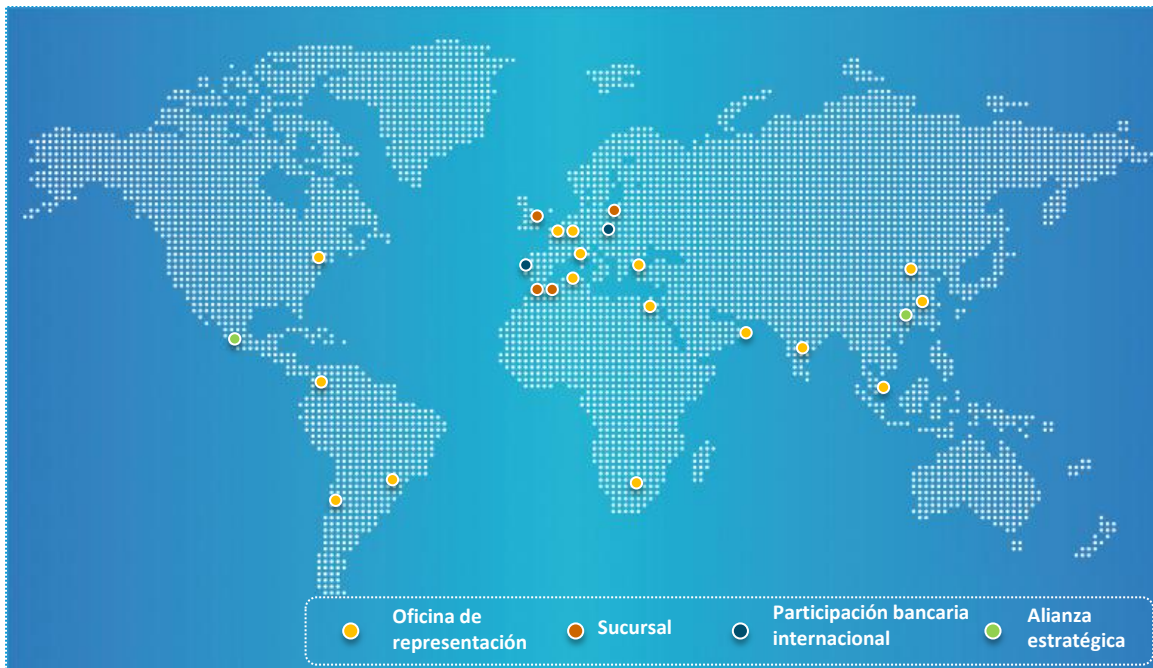 Oficina de
representación
Sucursal
Participación bancaria
internacional
Alianza
estratégica